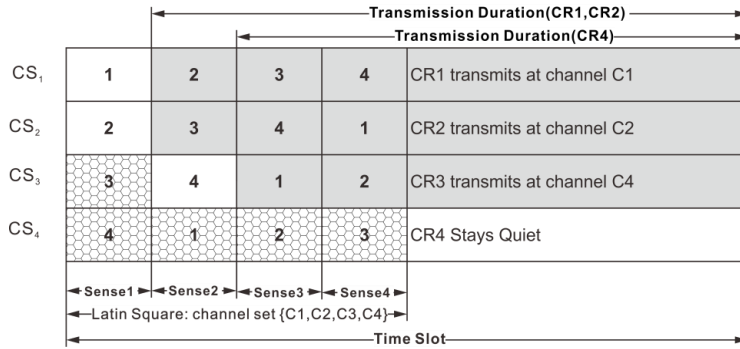 Transmission Duration(CR1,CR2)
Transmission Duration(CR4)
CS1 1 2 3 4 CR1 transmits at channel C1
CS2 2 3 4 1 CR2 transmits at channel C2
CS3 3 4 1 2 CR3 transmits at channel C4
CS4 4 1 2 3 CR4 Stays Quiet
Sense1 Sense2 Sense3 Sense4
Latin Square: channel set {C1,C2,C3,C4}
Time Slot